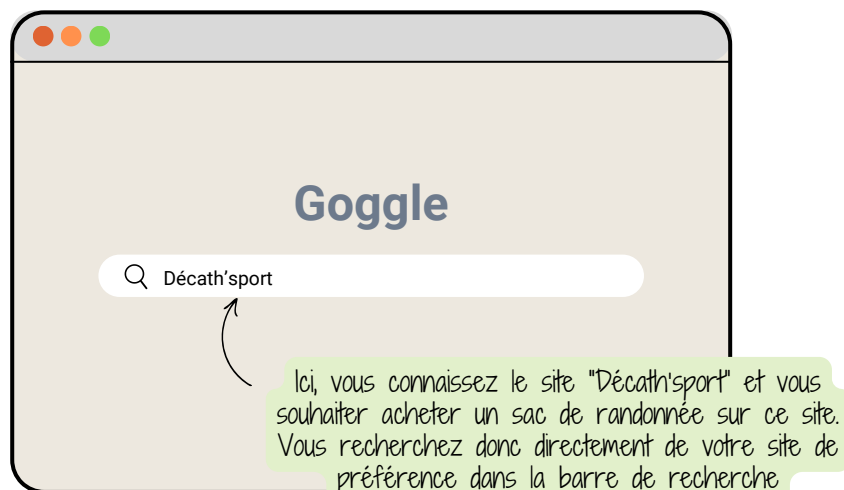 Goggle
Décath'sport
Ici, vous connaissez le site "Décath'sport" et vous
souhaiter acheter un sac de randonnée sur ce site.
Vous recherchez donc directement de votre site de
préférence dans la barre de recherche